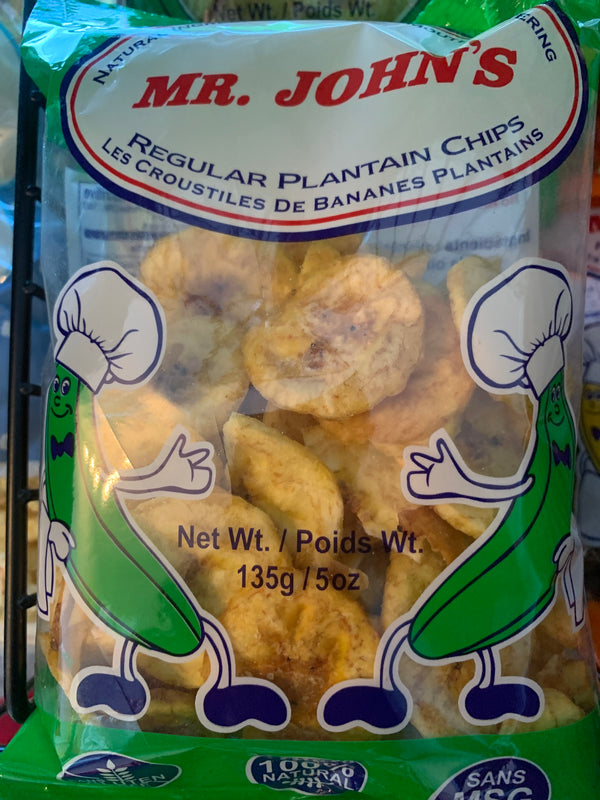 Net Wt. / Poids Wt.
MR. JOHN'S
REGULAR PLANTAIN CHIPS
LES CROUSTILES DE BANANES PLANTAINS
Net Wt. / Poids Wt.
135g / 5oz
100%
NATURAL
SANS
MSG